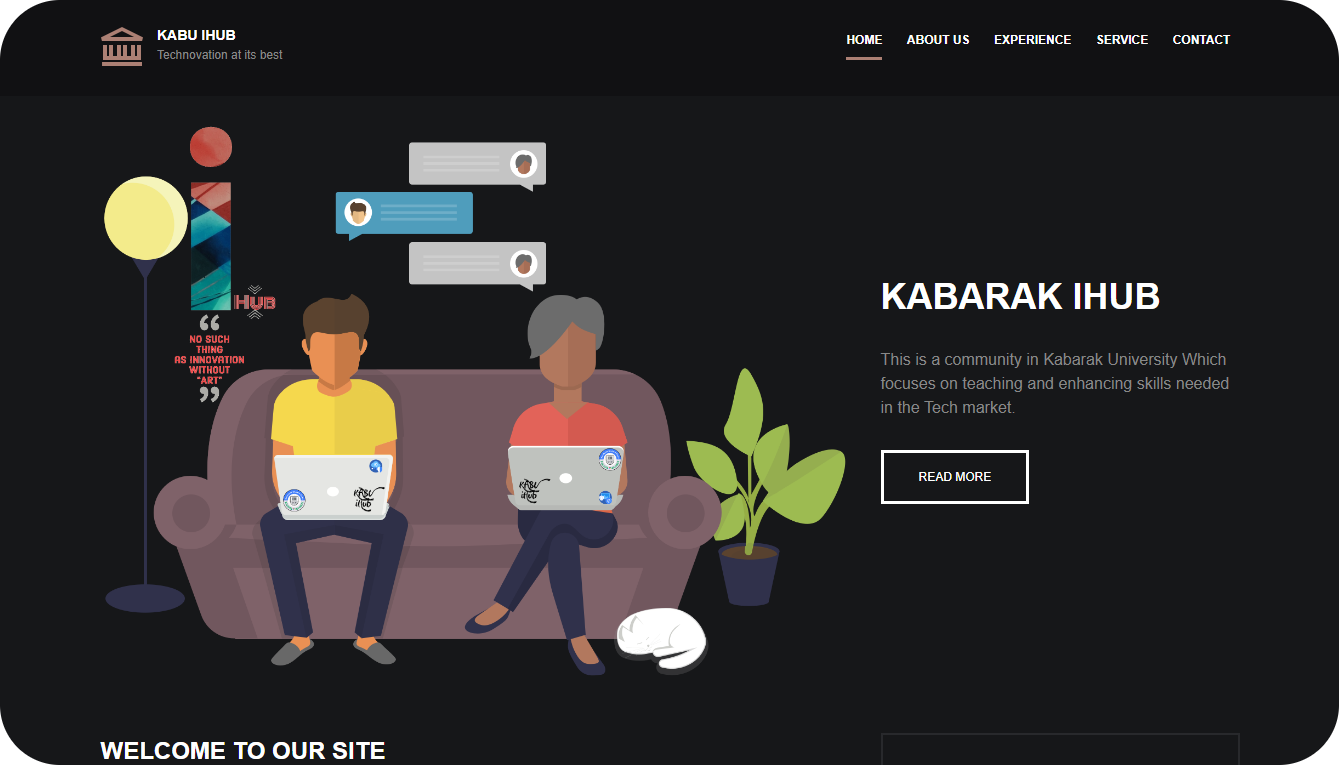 KABU IHUB
Technovation at its best
HOME ABOUT US EXPERIENCE SERVICE CONTACT
HUB
“
NO SUCH
THING
AS INNOVATION
WITHOUT
"ART"
”
KABU
iHub
KABU
iHub
KABARAK IHUB
This is a community in Kabarak University Which
focuses on teaching and enhancing skills needed
in the Tech market.
READ MORE
WELCOME TO OUR SITE